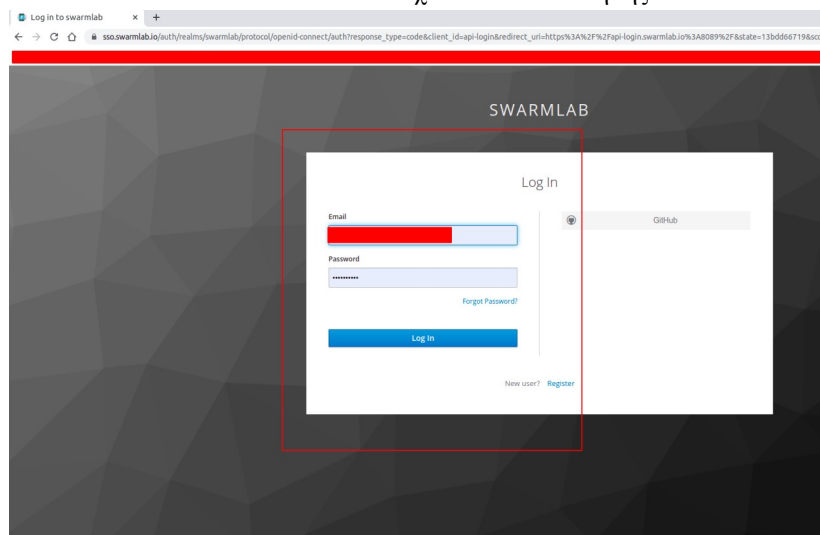 Log in to swarmlab × +
sso.swarmlab.io/auth/realms/swarmlab/protocol/openid-connect/auth?response_type=code&client_id=api-login&redirect_uri=https%3A%2F%2Fapi-login.swarmlab.io%3A8089%2F&state=13bdd66719&sco
SWARMLAB
Log In
Email
GitHub
Password
••••••••••
Forgot Password?
Log In
New user? Register